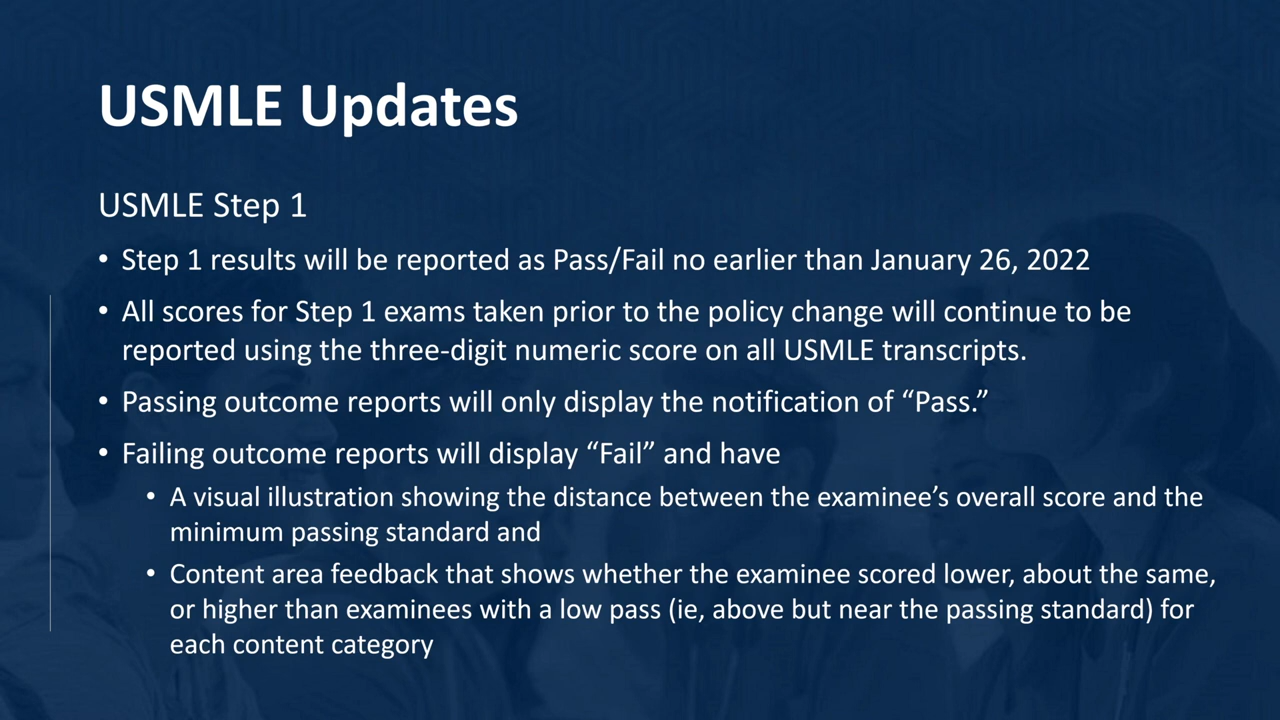 USMLE Updates
USMLE Step 1
• Step 1 results will be reported as Pass/Fail no earlier than January 26, 2022
• All scores for Step 1 exams taken prior to the policy change will continue to be
reported using the three-digit numeric score on all USMLE transcripts.
• Passing outcome reports will only display the notification of “Pass.”
• Failing outcome reports will display “Fail” and have
• A visual illustration showing the distance between the examinee’s overall score and the
minimum passing standard and
• Content area feedback that shows whether the examinee scored lower, about the same,
or higher than examinees with a low pass (ie, above but near the passing standard) for
each content category